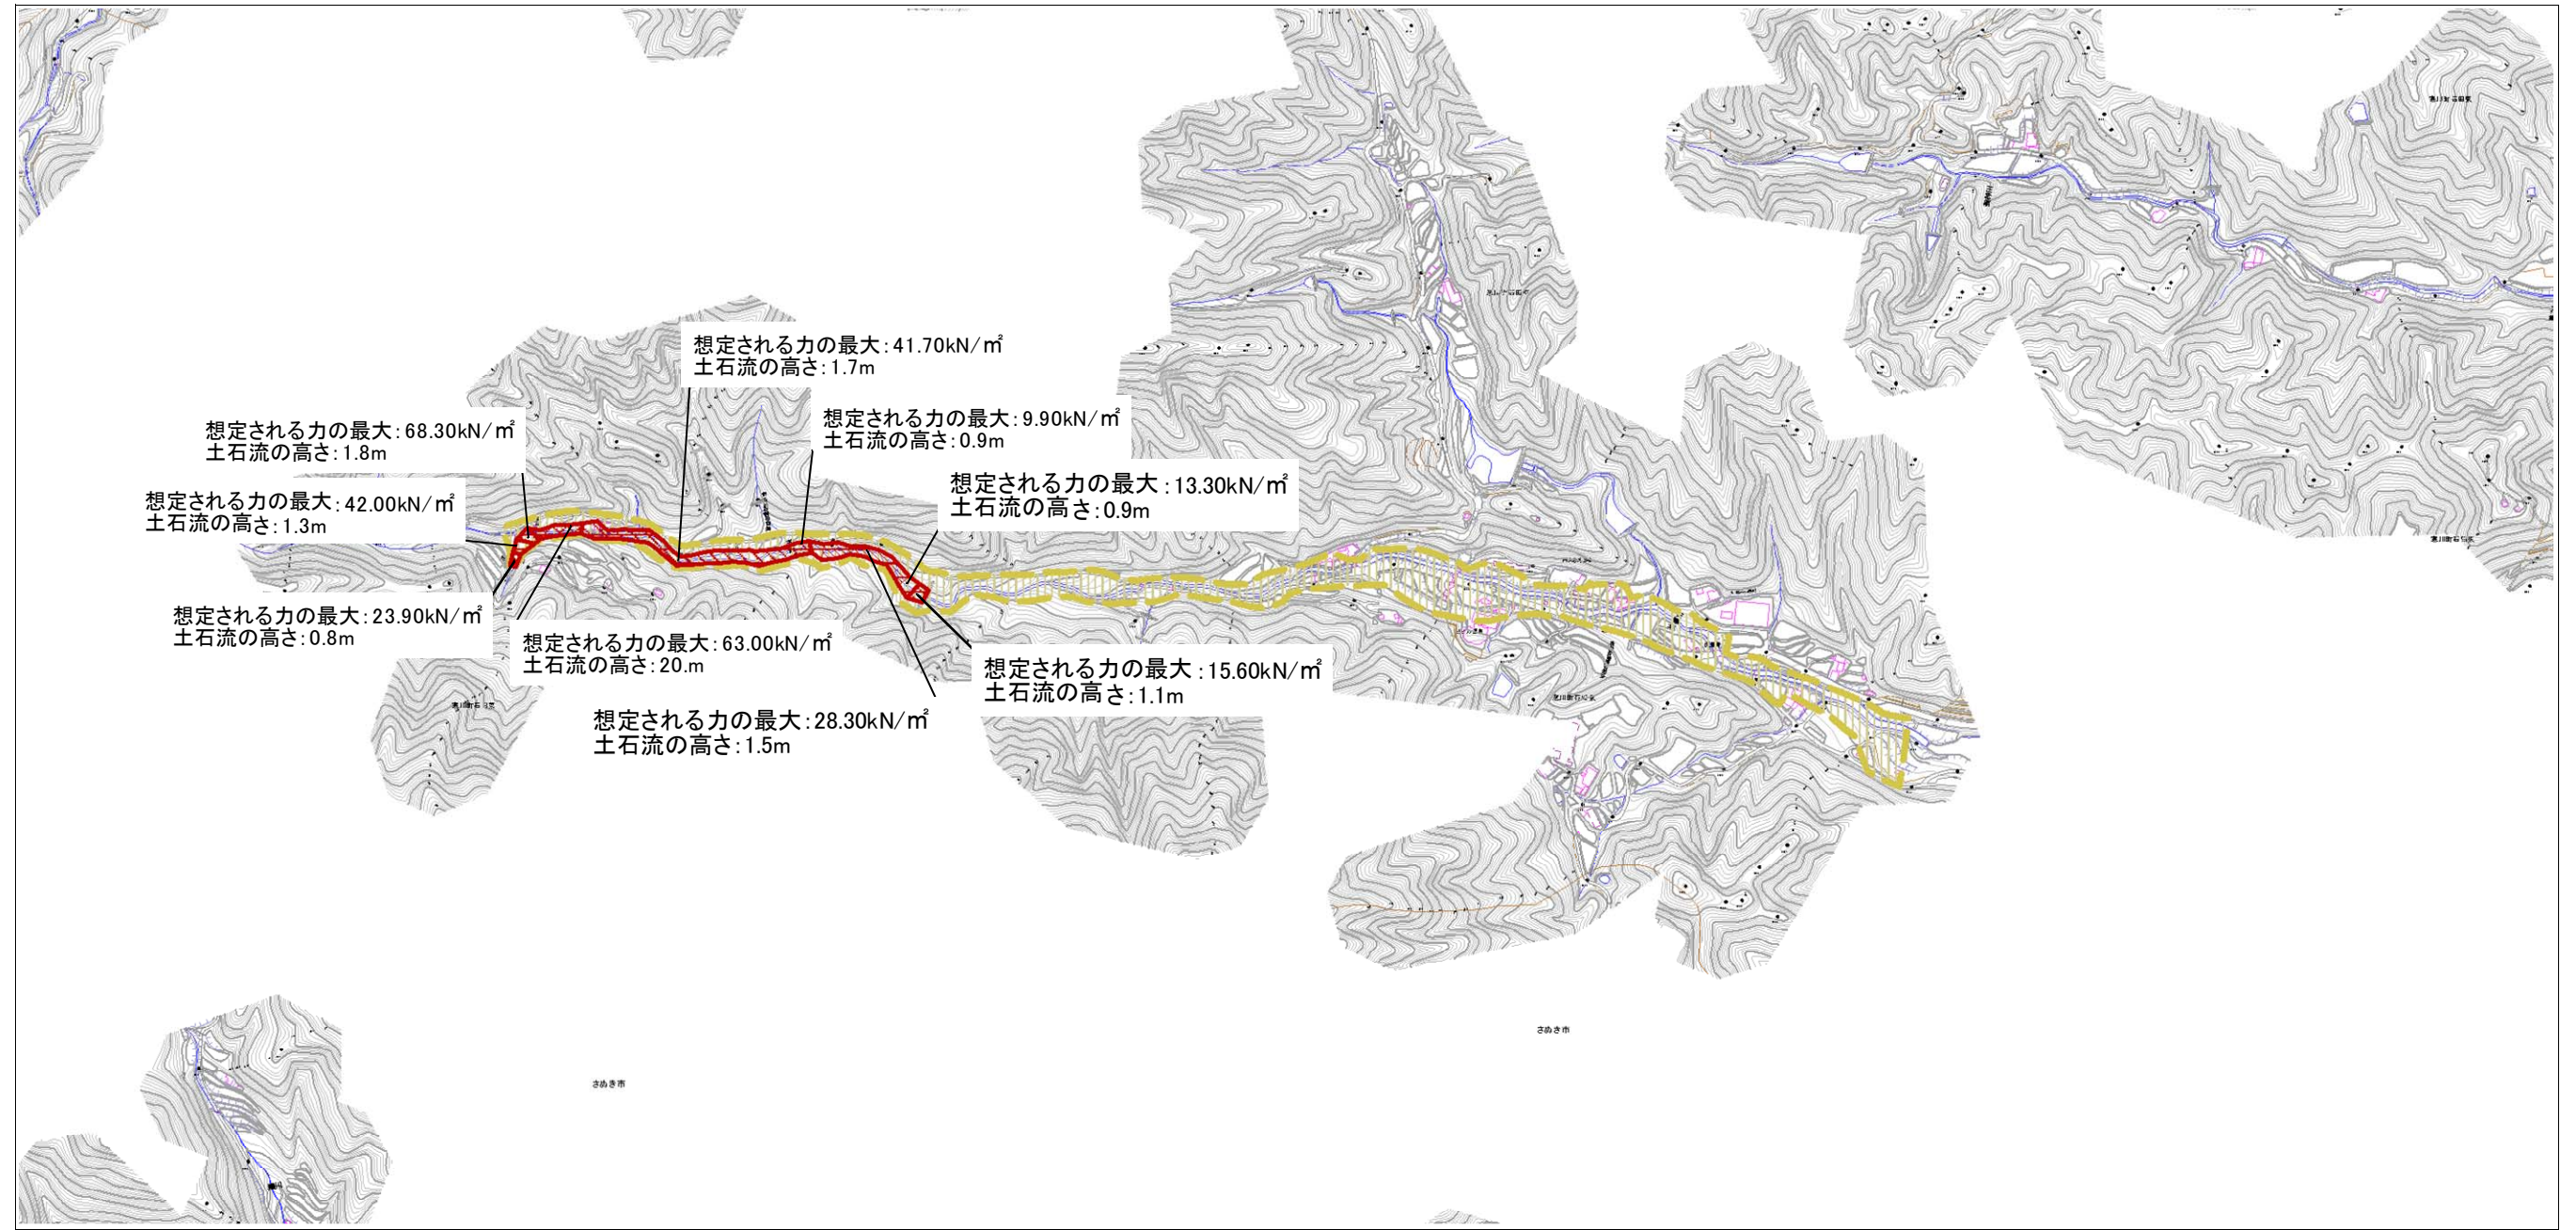 想定される力の最大：41.70kN/㎡
土石流の高さ：1.7m
想定される力の最大：9.90kN/㎡
土石流の高さ：0.9m
想定される力の最大：68.30kN/㎡
土石流の高さ：1.8m
想定される力の最大：13.30kN/㎡
土石流の高さ：0.9m
想定される力の最大：42.00kN/㎡
土石流の高さ：1.3m
想定される力の最大：23.90kN/㎡
土石流の高さ：0.8m
想定される力の最大：63.00kN/㎡
土石流の高さ：20.m
想定される力の最大：15.60kN/㎡
土石流の高さ：1.1m
想定される力の最大：28.30kN/㎡
土石流の高さ：1.5m
さぬき市
さぬき市